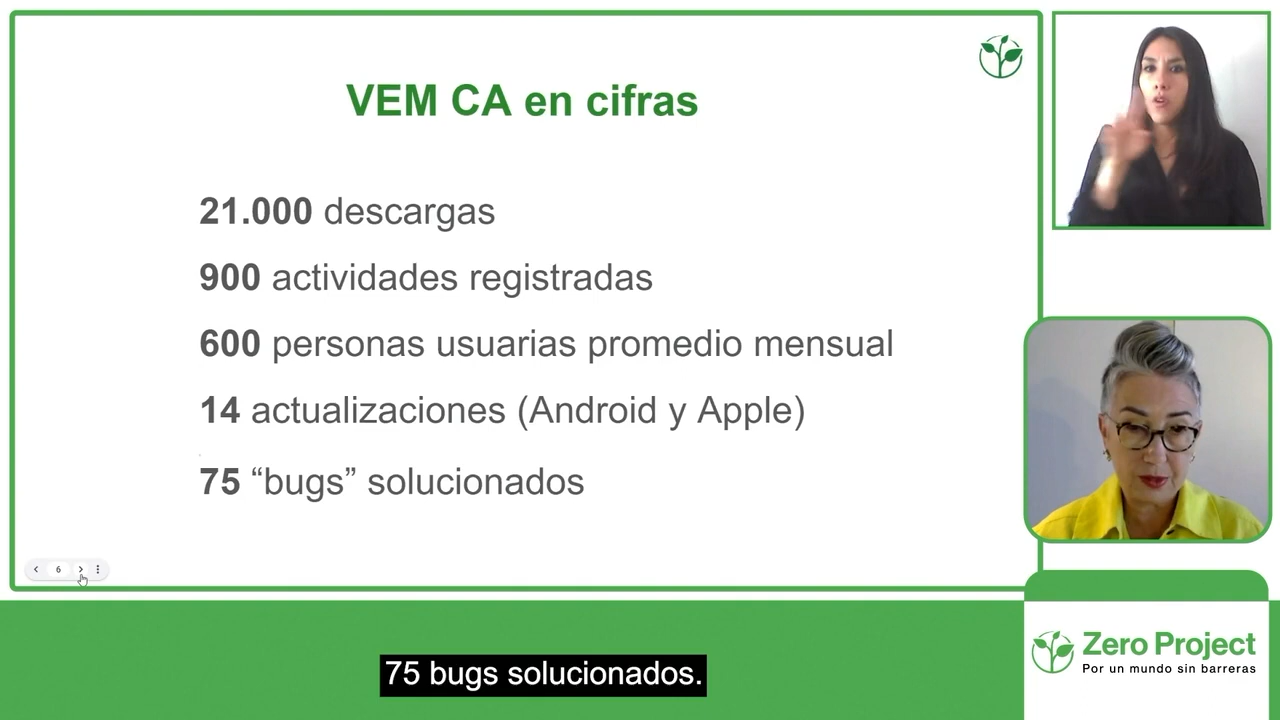 VEM CA en cifras
21.000 descargas
900 actividades registradas
600 personas usuarias promedio mensual
14 actualizaciones (Android y Apple)
75 “bugs” solucionados
6
75 bugs solucionados.
Zero Project
Por un mundo sin barreras